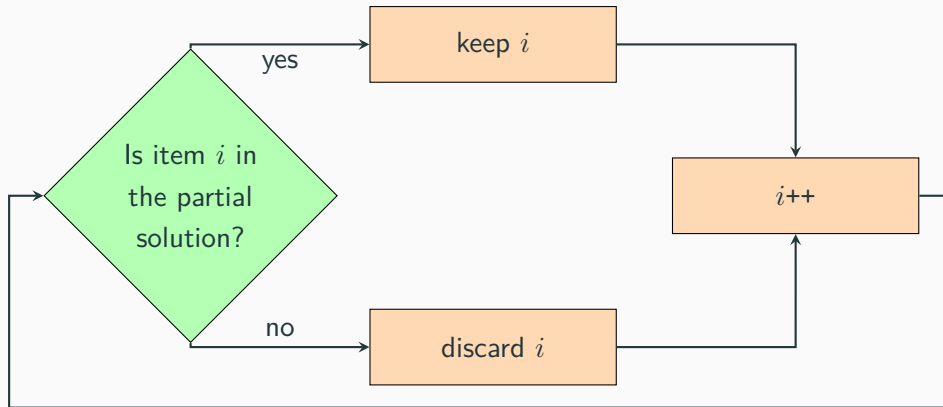 keep i
yes
Is item i in
the partial
solution?
i++
no
discard i